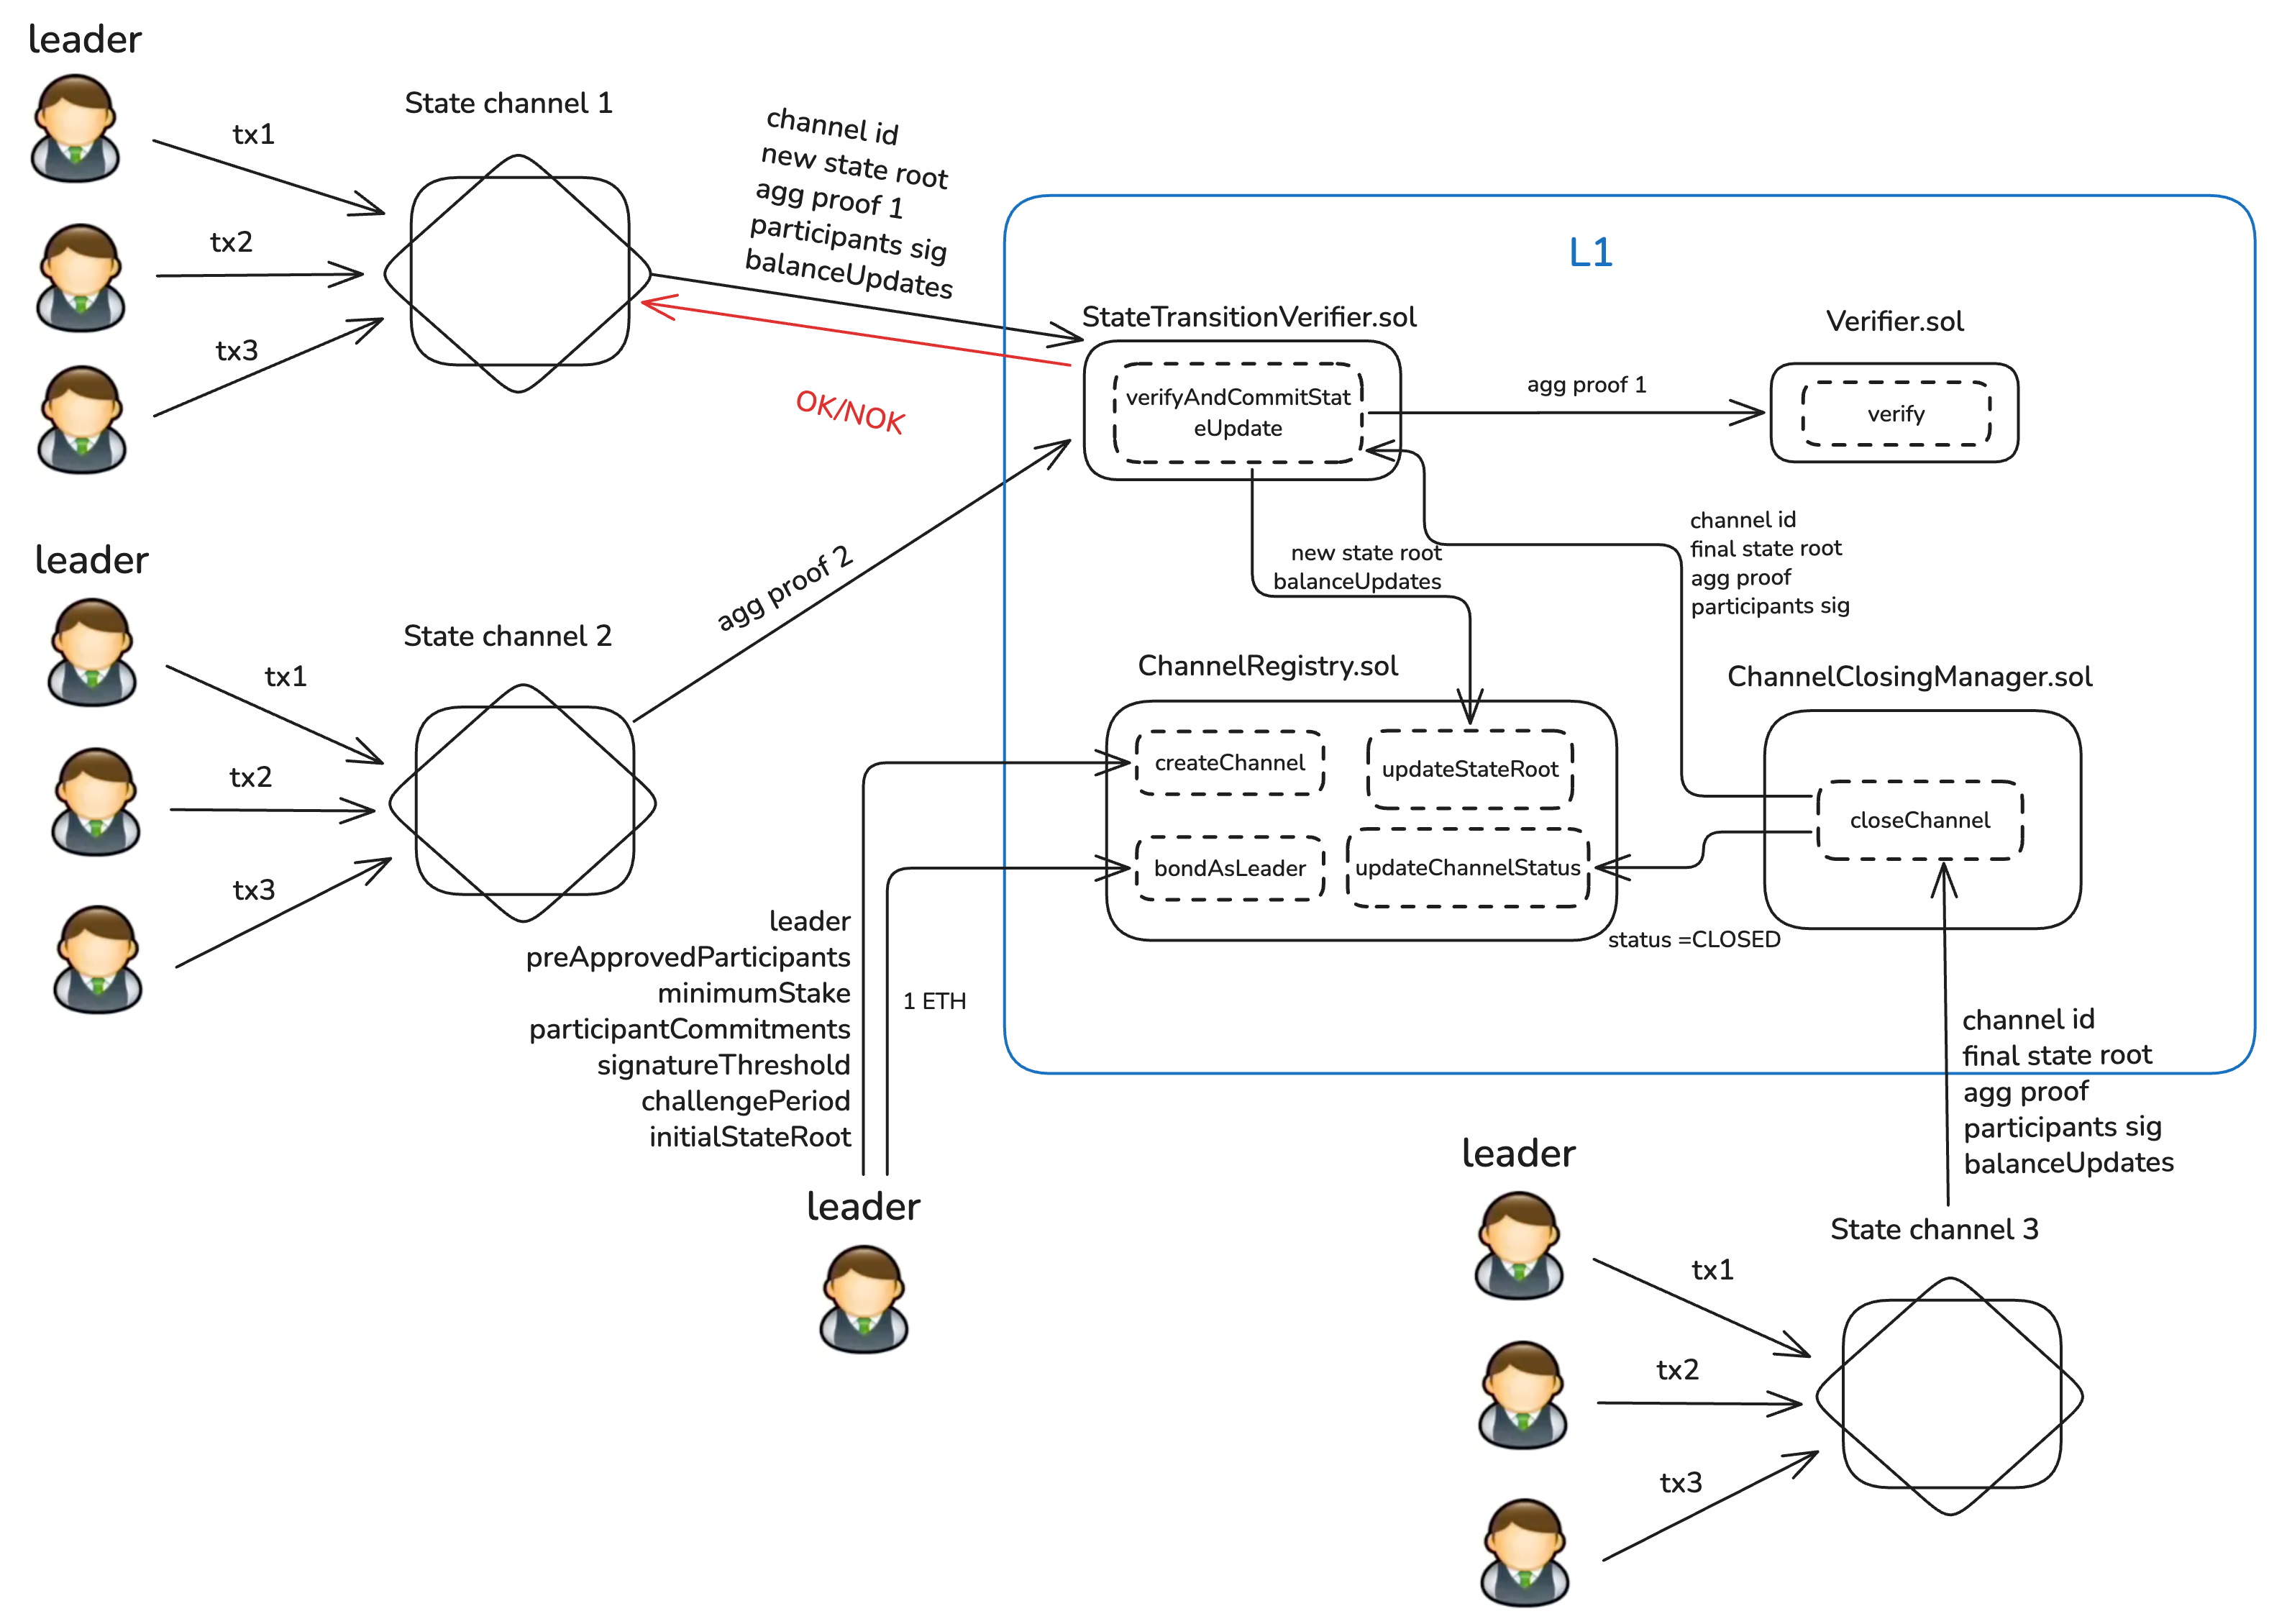 leader
State channel 1
tx1
tx2
tx3
channel id
new state root
agg proof 1
participants sig
balanceUpdates
OK/NOK
L1
StateTransitionVerifier.sol
verifyAndCommitStat
eUpdate
agg proof 1
Verifier.sol
verify
leader
State channel 2
tx1
tx2
tx3
agg proof 2
new state root
balanceUpdates
channel id
final state root
agg proof
participants sig
ChannelRegistry.sol
createChannel
updateStateRoot
bondAsLeader
updateChannelStatus
ChannelClosingManager.sol
closeChannel
status =CLOSED
leader
preApprovedParticipants
minimumStake
participantCommitments
signatureThreshold
challengePeriod
initialStateRoot
1 ETH
leader
channel id
final state root
agg proof
participants sig
balanceUpdates
leader
State channel 3
tx1
tx2
tx3